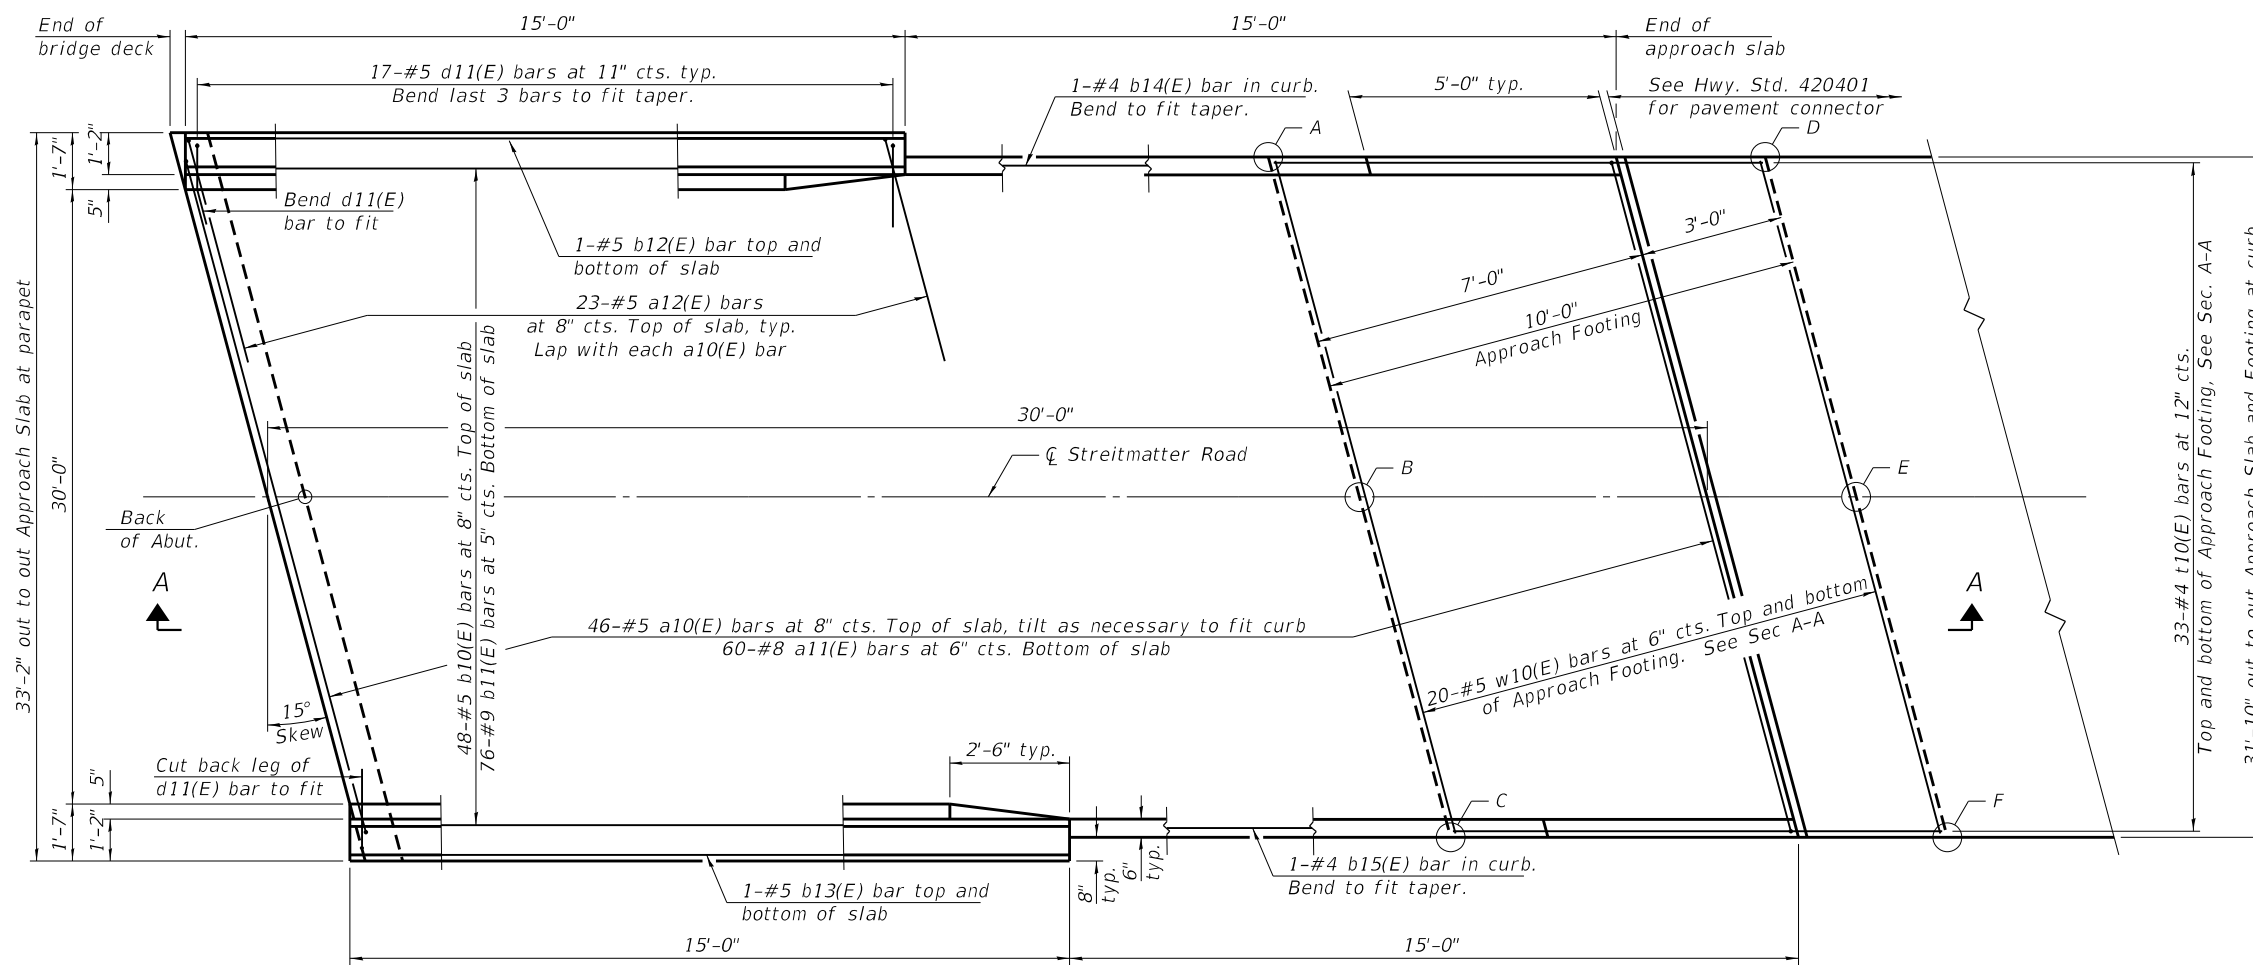 End of
bridge deck
15'-0"
15'-0"
End of
approach slab
17-#5 d11(E) bars at 11" cts. typ.
Bend last 3 bars to fit taper.
1-#4 b14(E) bar in curb.
Bend to fit taper.
5'-0" typ.
See Hwy. Std. 420401
for pavement connector
A
D
1'-7"
1'-2"
5"
Bend d11(E)
bar to fit
1-#5 b12(E) bar top and
bottom of slab
3'-0"
7'-0"
10'-0"
Approach Footing
23-#5 a12(E) bars
at 8" cts. Top of slab, typ.
Lap with each a10(E) bar
33'-2" out to out Approach Slab at parapet
30'-0"
48-#5 b10(E) bars at 8" cts. Top of slab
76-#9 b11(E) bars at 5" cts. Bottom of slab
30'-0"
℄ Streitmatter Road
B
E
Back
of Abut.
A
A
46-#5 a10(E) bars at 8" cts. Top of slab, tilt as necessary to fit curb
60-#8 a11(E) bars at 6" cts. Bottom of slab
20-#5 w10(E) bars at 6" cts. Top and bottom
of Approach Footing. See Sec A-A
33-#4 t10(E) bars at 12" cts.
Top and bottom of Approach Footing, See Sec. A-A
31'-10" out to out Approach Slab and Footing at curb
15°
Skew
Cut back leg of
d11(E) bar to fit
5"
1'-7"
1'-2"
2'-6" typ.
C
F
6"
typ.
8"
typ.
1-#5 b13(E) bar top and
bottom of slab
1-#4 b15(E) bar in curb.
Bend to fit taper.
15'-0"
15'-0"